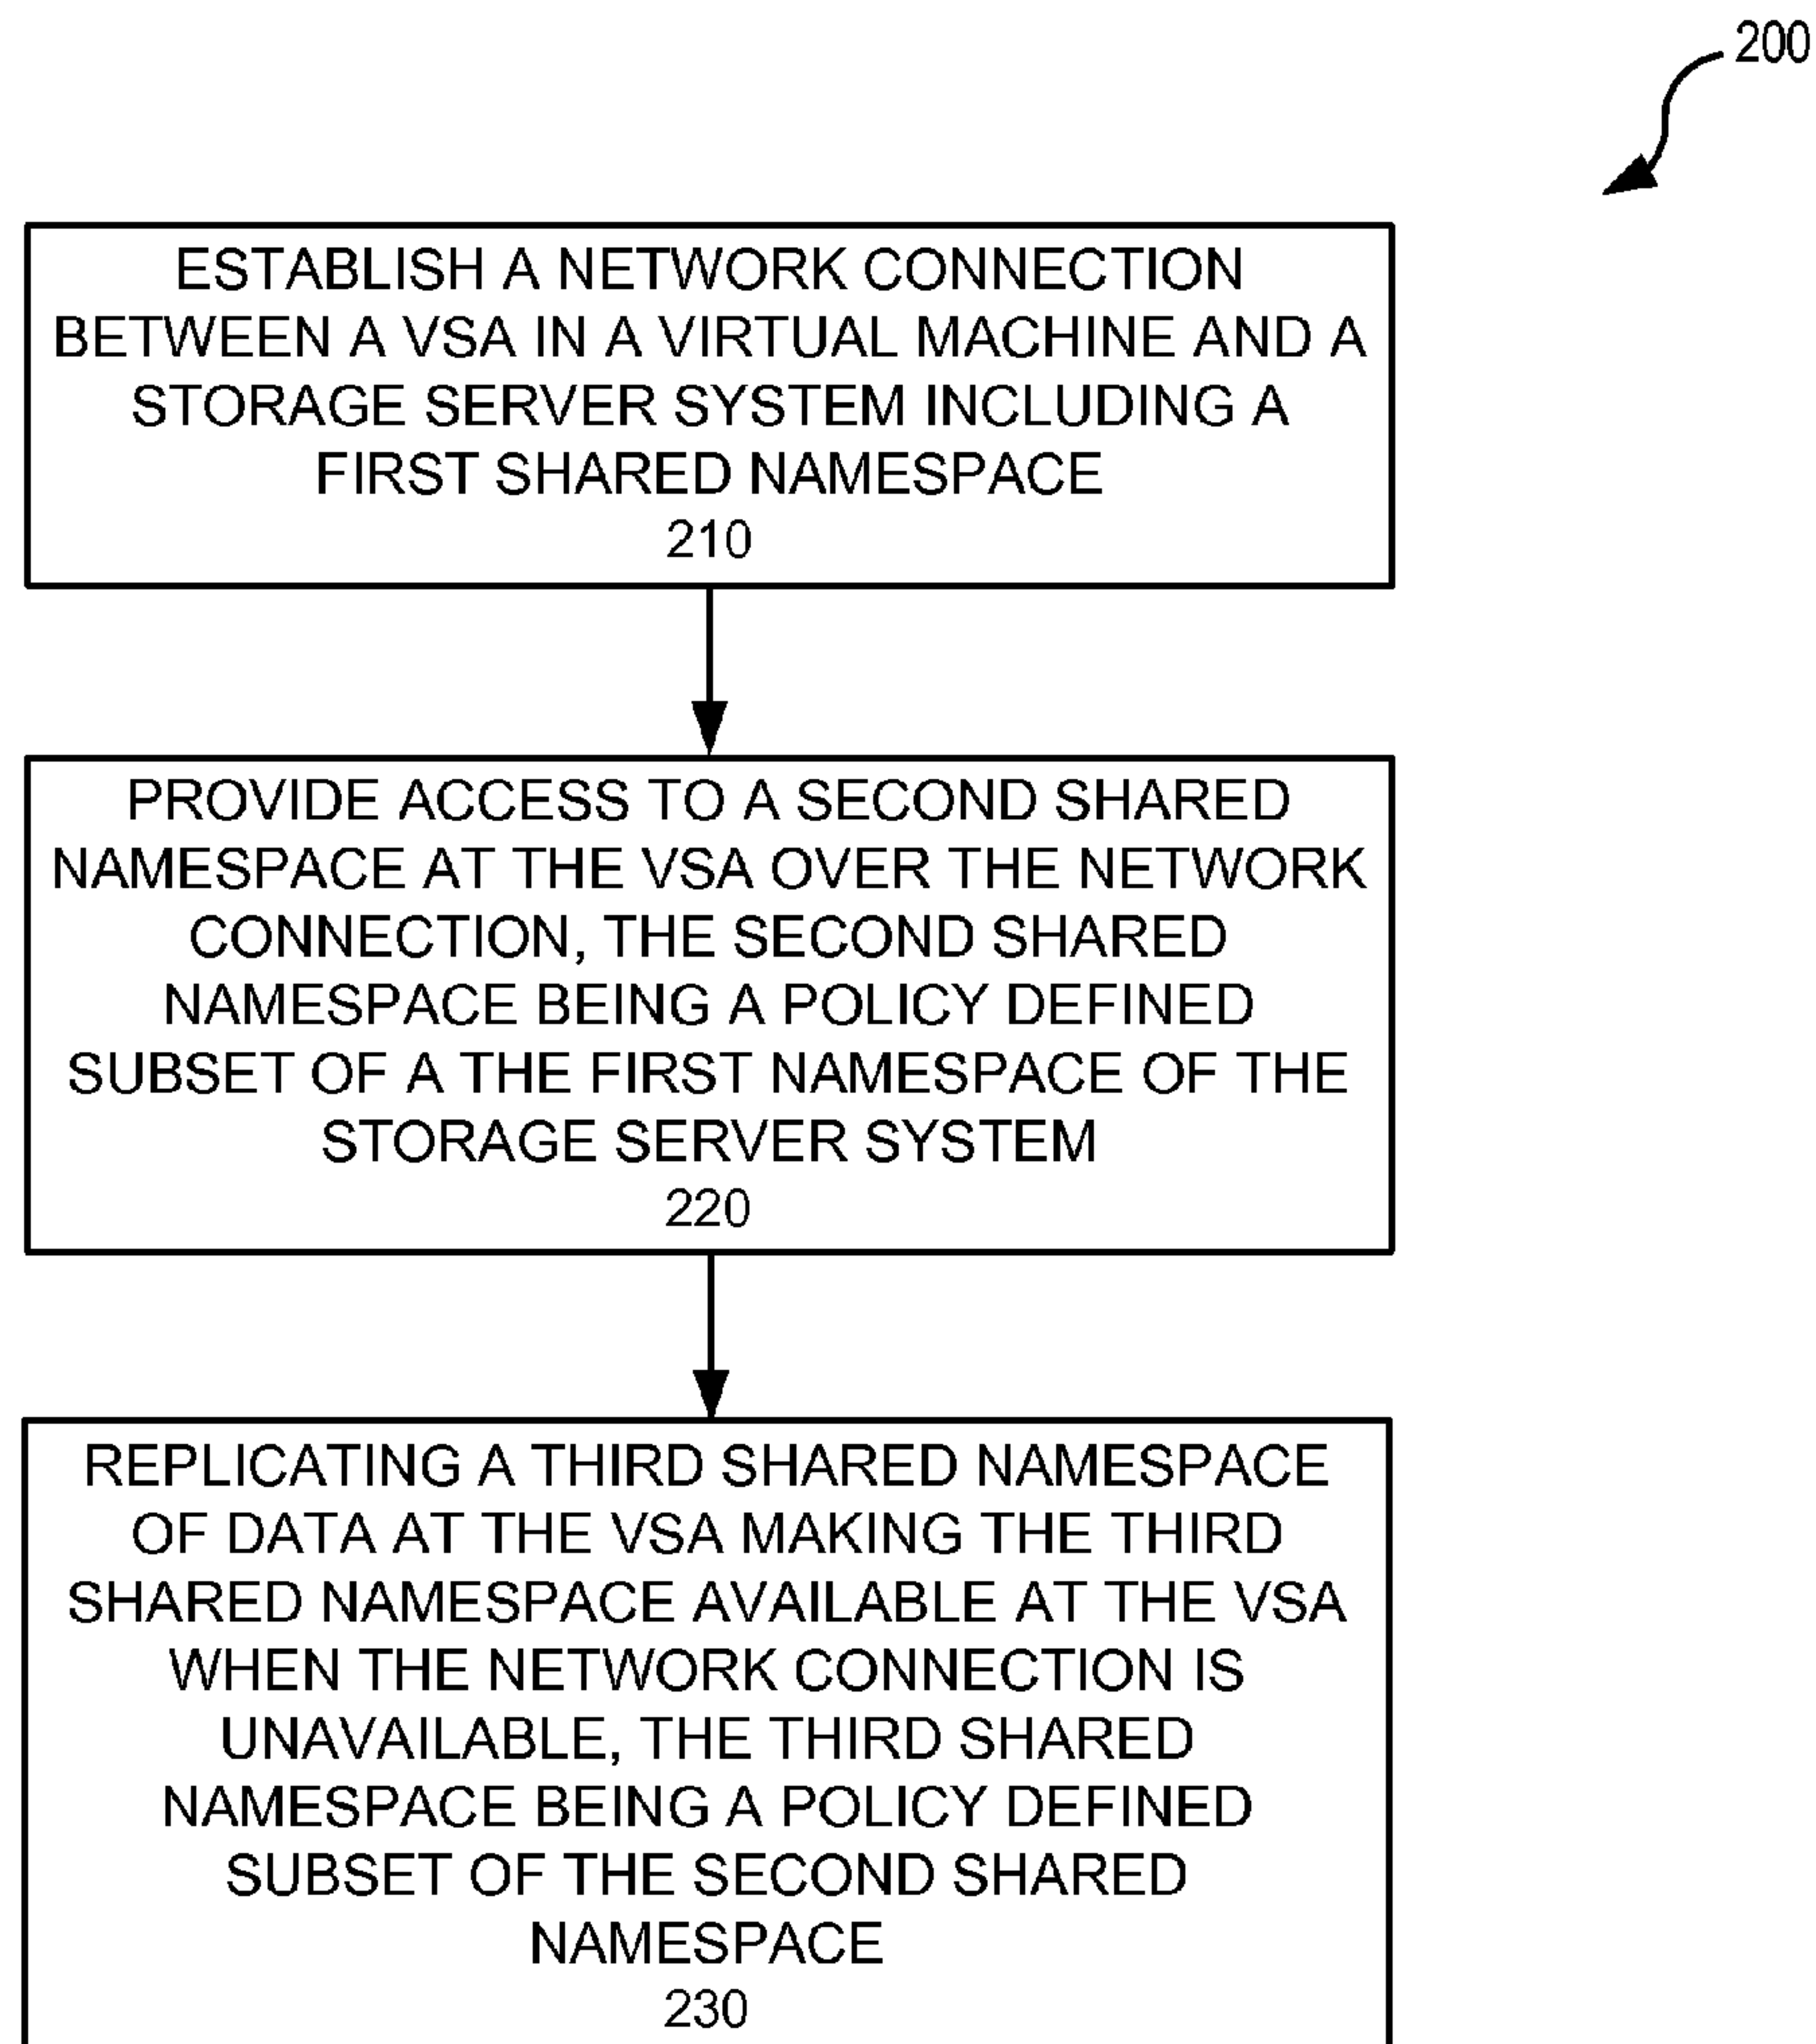 200
ESTABLISH A NETWORK CONNECTION
BETWEEN A VSA IN A VIRTUAL MACHINE AND A
STORAGE SERVER SYSTEM INCLUDING A
FIRST SHARED NAMESPACE
210
PROVIDE ACCESS TO A SECOND SHARED
NAMESPACE AT THE VSA OVER THE NETWORK
CONNECTION, THE SECOND SHARED
NAMESPACE BEING A POLICY DEFINED
SUBSET OF A THE FIRST NAMESPACE OF THE
STORAGE SERVER SYSTEM
220
REPLICATING A THIRD SHARED NAMESPACE
OF DATA AT THE VSA MAKING THE THIRD
SHARED NAMESPACE AVAILABLE AT THE VSA
WHEN THE NETWORK CONNECTION IS
UNAVAILABLE, THE THIRD SHARED
NAMESPACE BEING A POLICY DEFINED
SUBSET OF THE SECOND SHARED
NAMESPACE
230